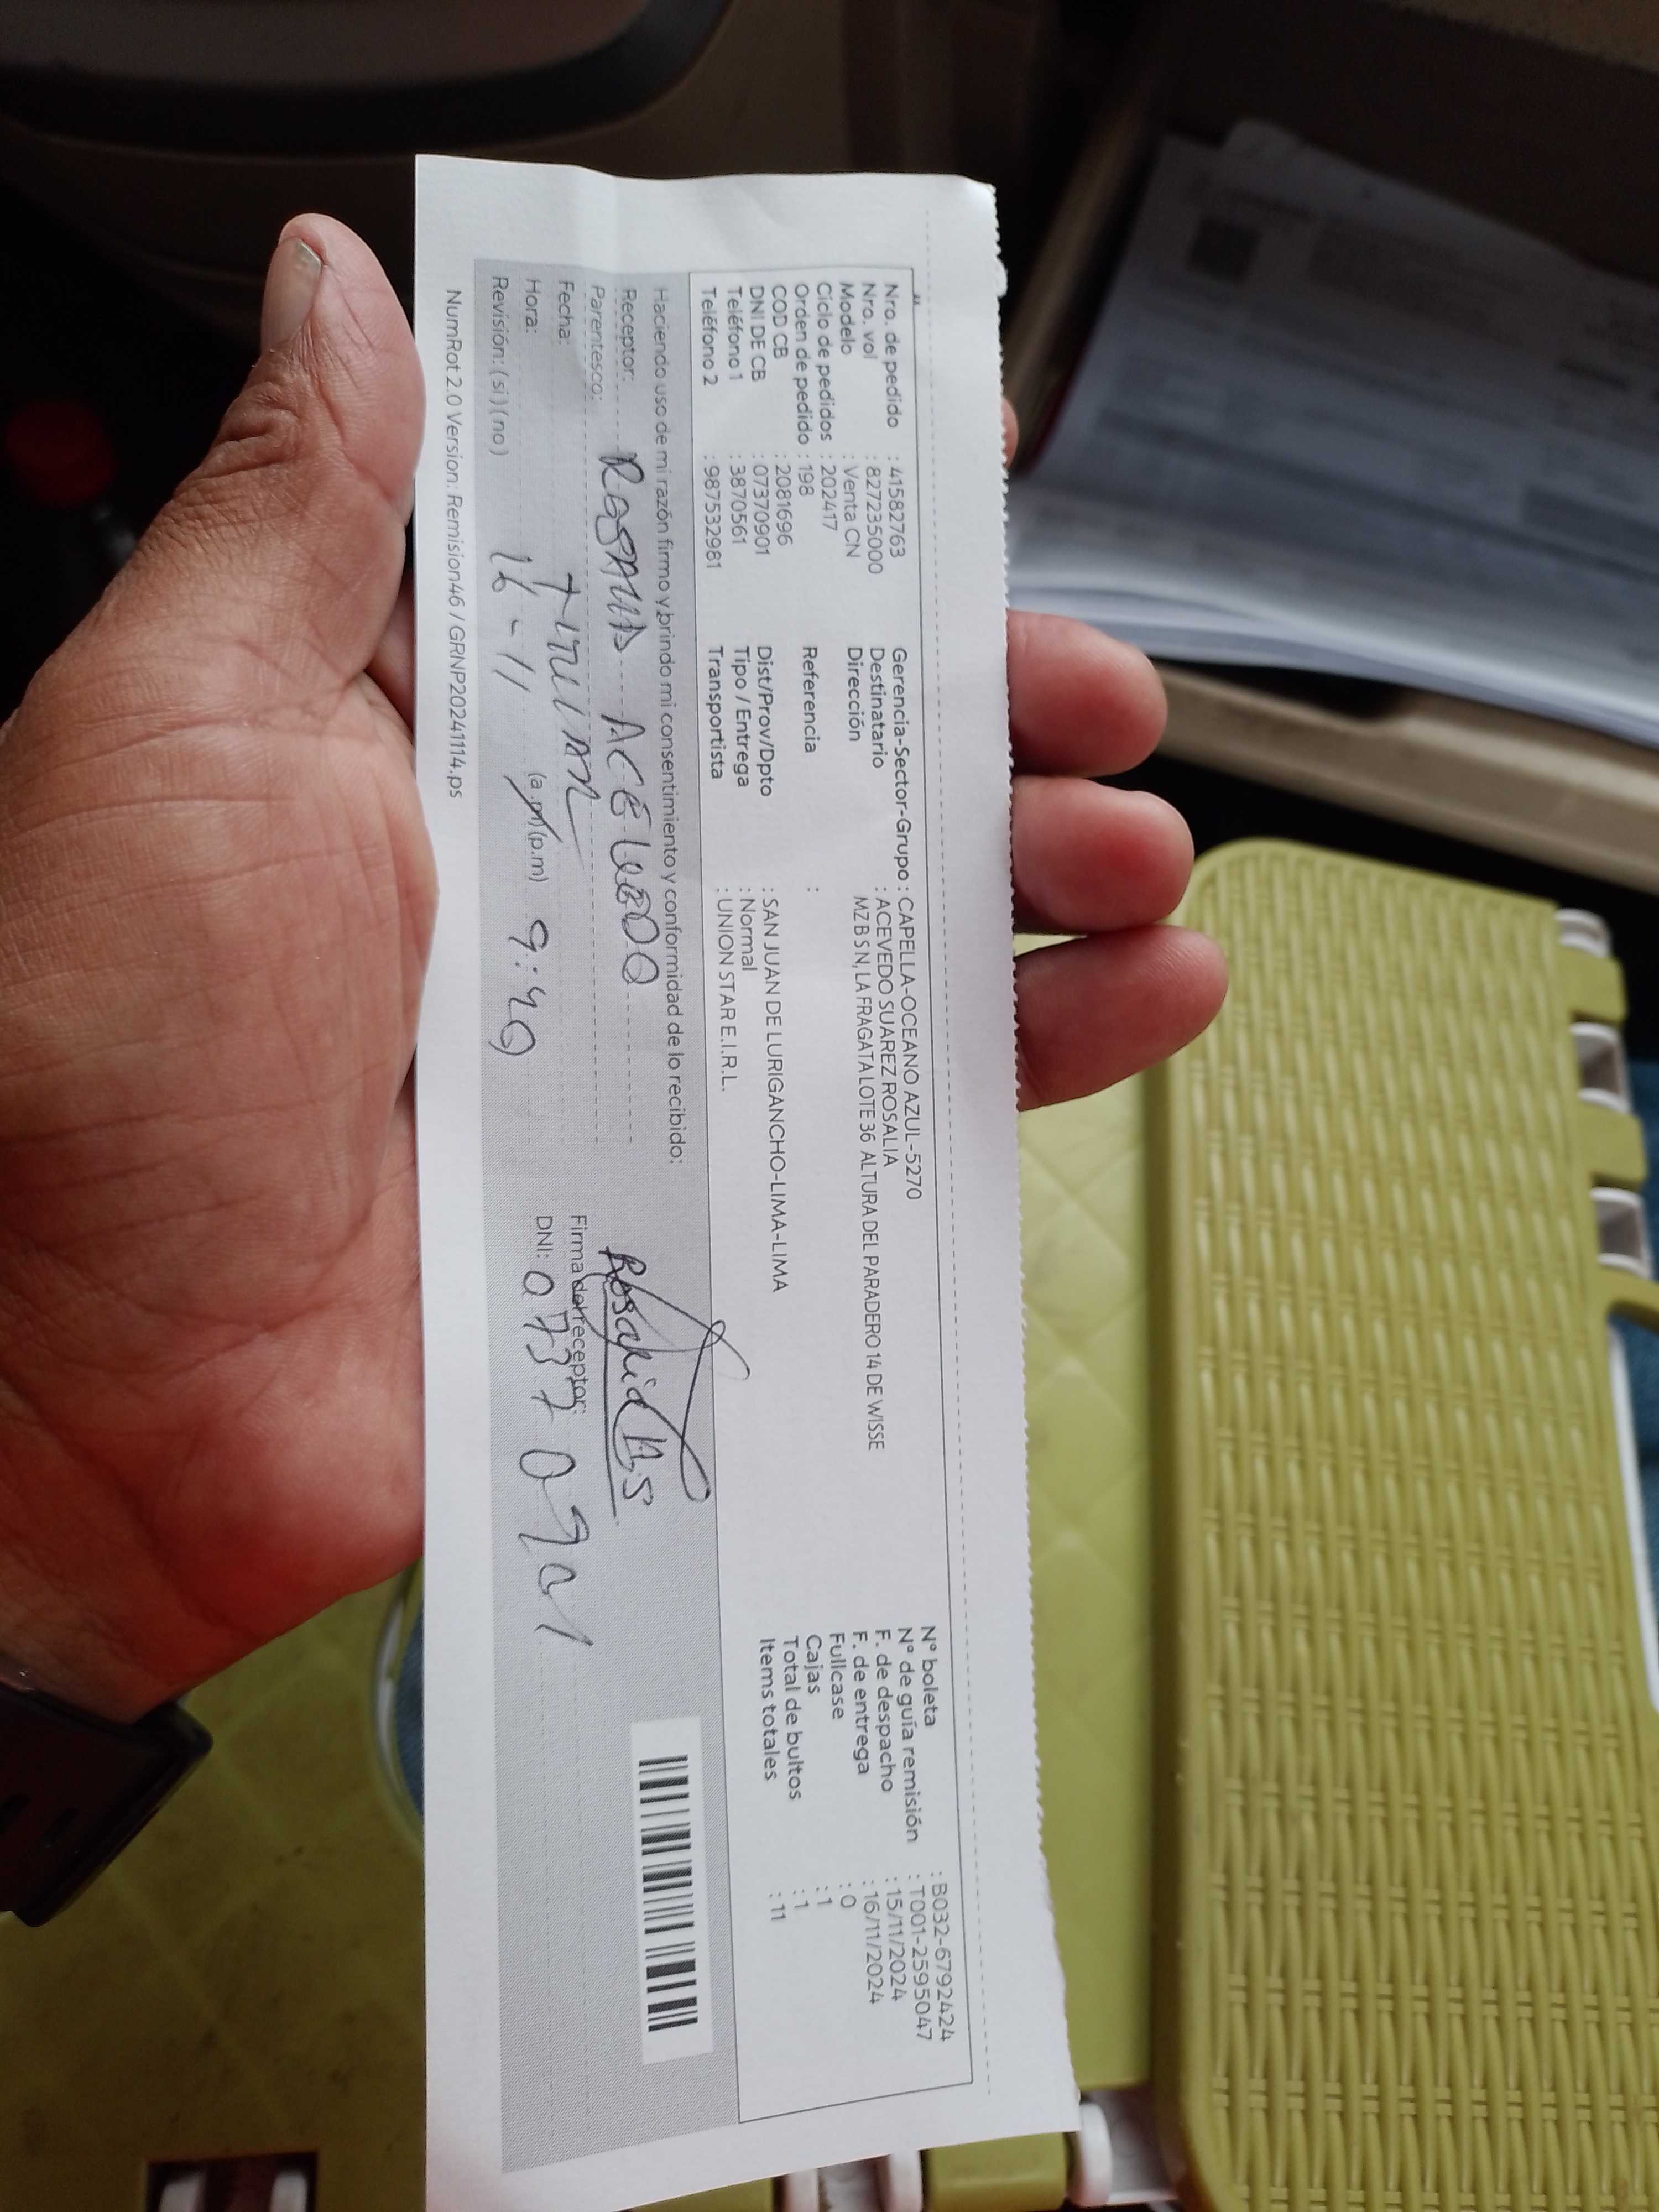 Nro. de pedido : 41582763
Nro. vol : 827235000
Modelo : Venta CN
Ciclo de pedidos : 202417
Orden de pedido : 198
COD CB : 2081696
DNI DE CB : 07370901
Teléfono 1 : 3870561
Teléfono 2 : 987532981
Gerencia-Sector-Grupo : CAPELLA-OCEANO AZUL-5270
Destinatario : ACEVEDO SUAREZ ROSALIA
Dirección MZ B S N, LA FRAGATA LOTE 36 ALTURA DEL PARADERO 14 DE WISSE
Referencia :
Dist/Prov/Dpto : SAN JUAN DE LURIGANCHO-LIMA-LIMA
Tipo / Entrega : Normal
Transportista : UNION STAR E.I.R.L.
N° boleta : B032-6792424
N° de guía remisión : T001-2595047
F. de despacho : 15/11/2024
F. de entrega : 16/11/2024
Fullcase : 0
Cajas : 1
Total de bultos : 1
Items totales : 11
Haciendo uso de mi razón firmo y brindo mi consentimiento y conformidad de lo recibido:
Receptor: ROSALIA ACEVEDO
Parentesco:
Fecha: 16-11
Hora: (a.m) (p.m) 9:40
Revisión: (si) (no)
Rosalia AS
Firma del receptor:
DNI: 07370901
NumRot 2.0 Version: Remision46 / GRNP20241114.ps